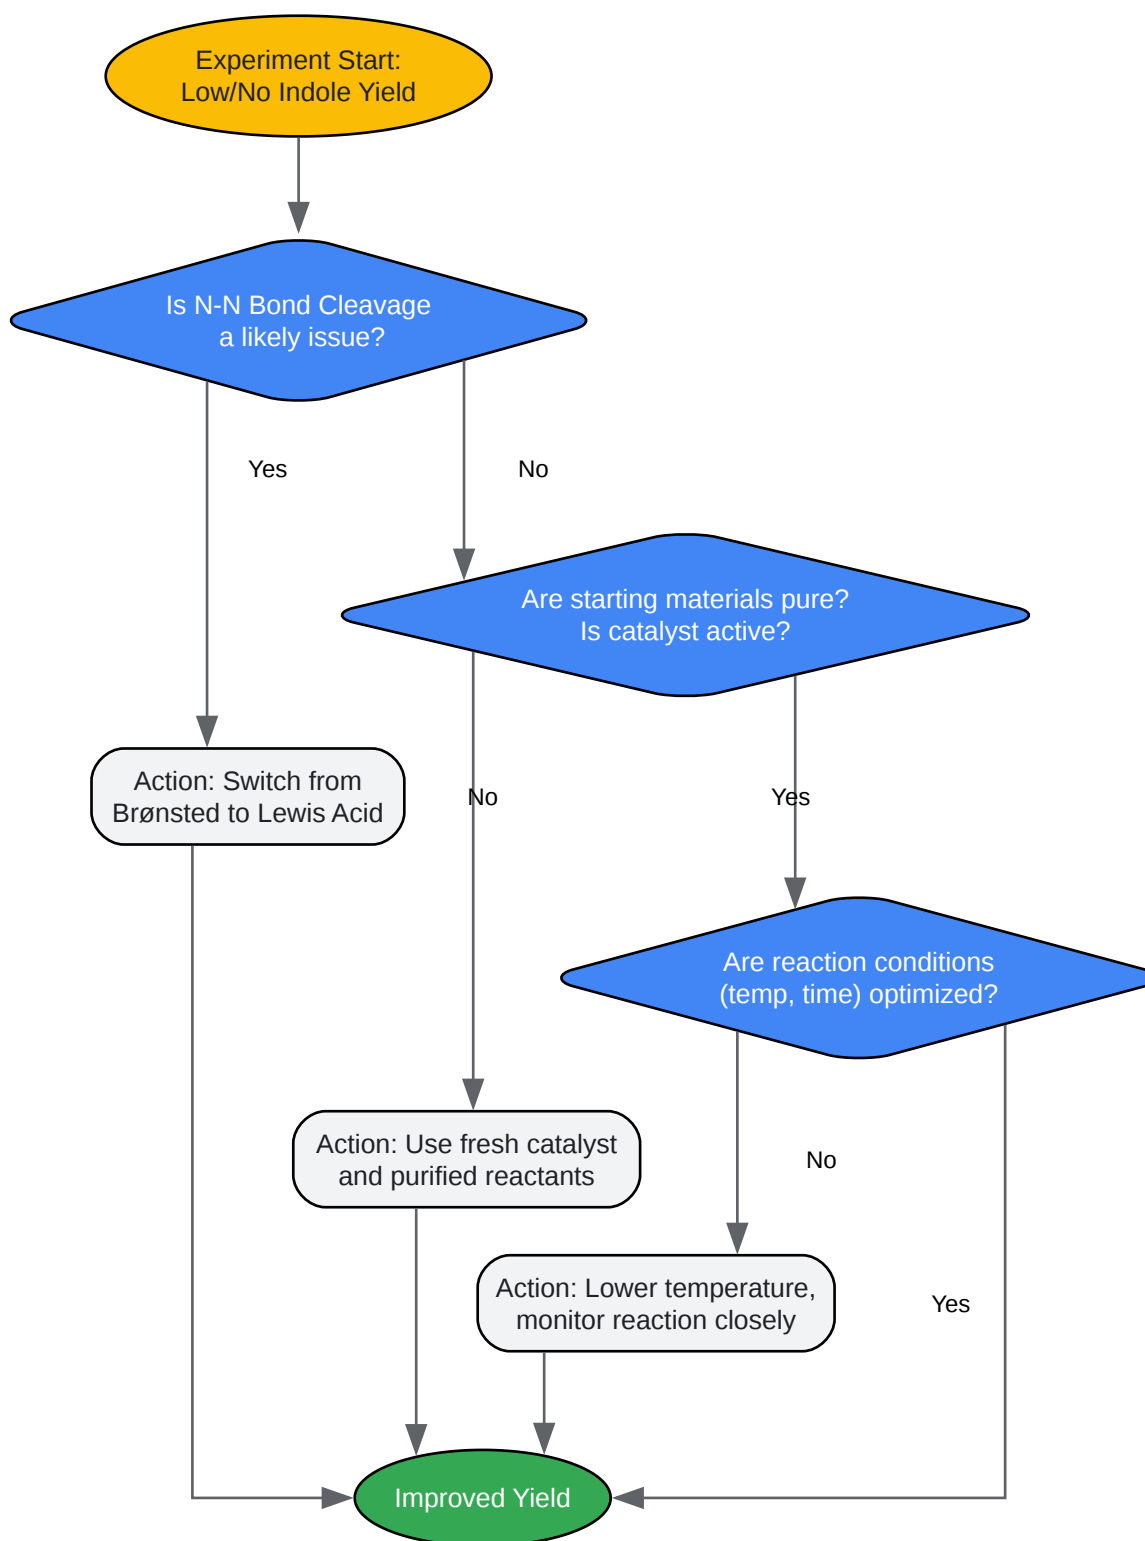 Experiment Start:
Low/No Indole Yield
Is N-N Bond Cleavage
a likely issue?
Yes
No
Are starting materials pure?
Is catalyst active?
Action: Switch from
Brønsted to Lewis Acid
No
Yes
Are reaction conditions
(temp, time) optimized?
Action: Use fresh catalyst
and purified reactants
No
Action: Lower temperature,
monitor reaction closely
Yes
Improved Yield